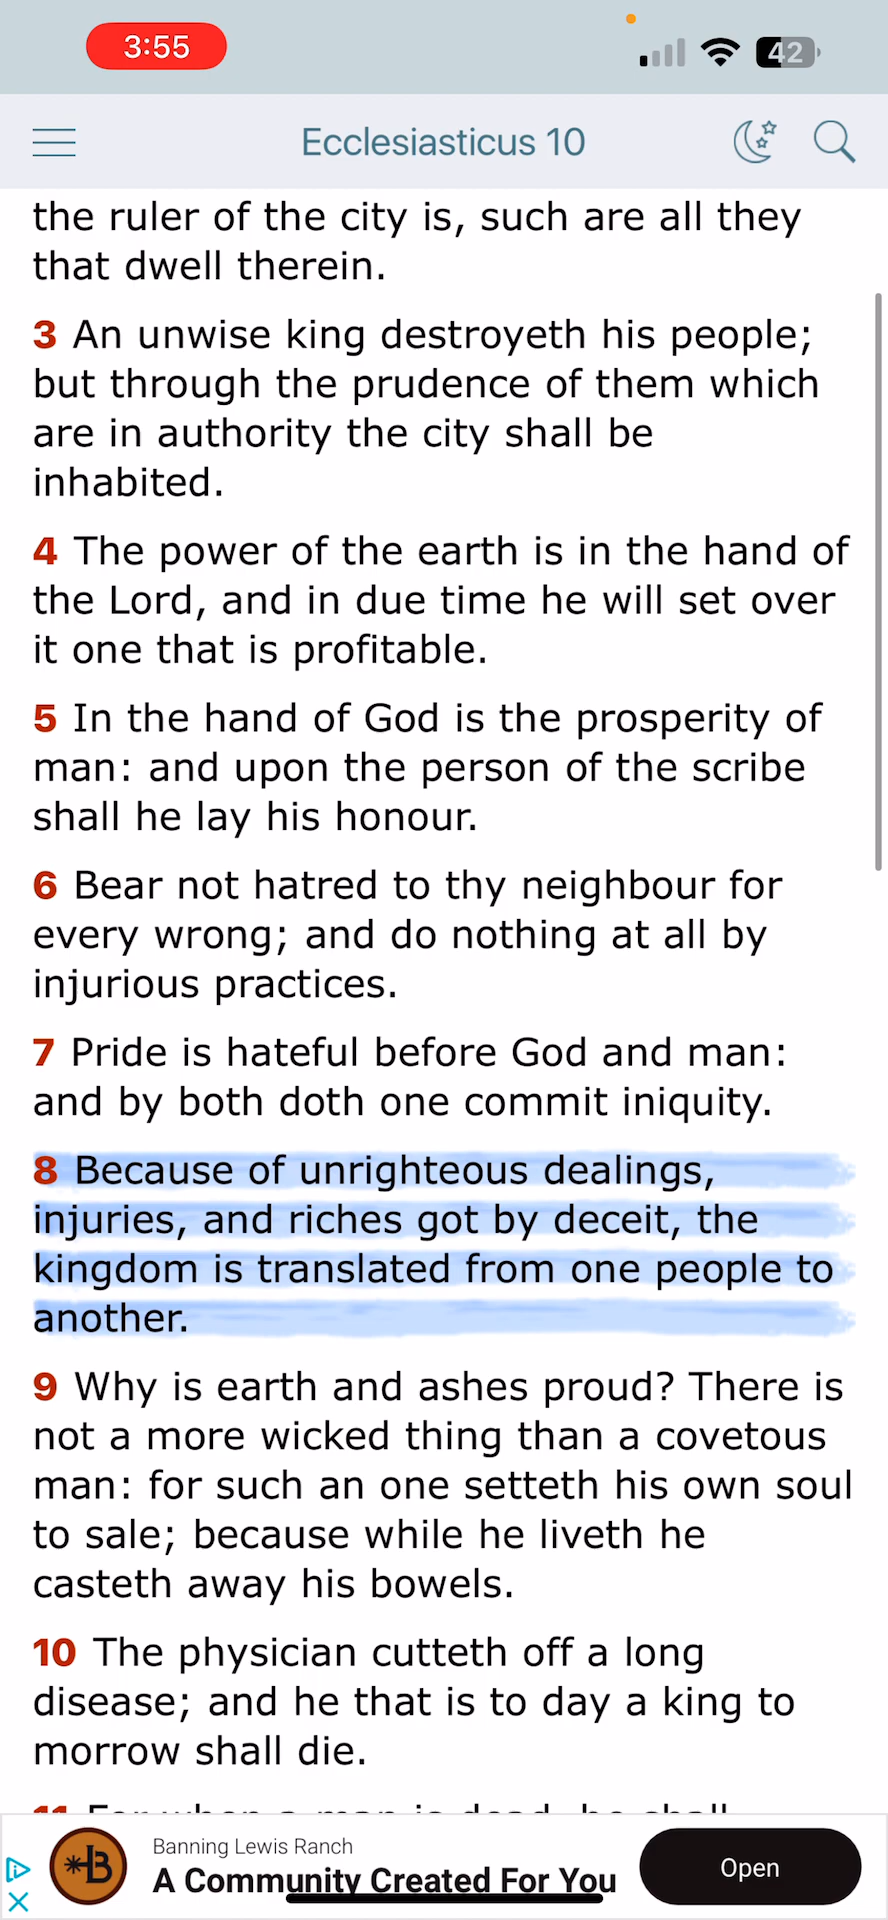 3:55
42
Ecclesiasticus 10
the ruler of the city is, such are all they
that dwell therein.
3 An unwise king destroyeth his people;
but through the prudence of them which
are in authority the city shall be
inhabited.
4 The power of the earth is in the hand of
the Lord, and in due time he will set over
it one that is profitable.
5 In the hand of God is the prosperity of
man: and upon the person of the scribe
shall he lay his honour.
6 Bear not hatred to thy neighbour for
every wrong; and do nothing at all by
injurious practices.
7 Pride is hateful before God and man:
and by both doth one commit iniquity.
8 Because of unrighteous dealings,
injuries, and riches got by deceit, the
kingdom is translated from one people to
another.
9 Why is earth and ashes proud? There is
not a more wicked thing than a covetous
man: for such an one setteth his own soul
to sale; because while he liveth he
casteth away his bowels.
10 The physician cutteth off a long
disease; and he that is to day a king to
morrow shall die.
11 For when a man is dead, he shall
Banning Lewis Ranch
A Community Created For You
Open
B